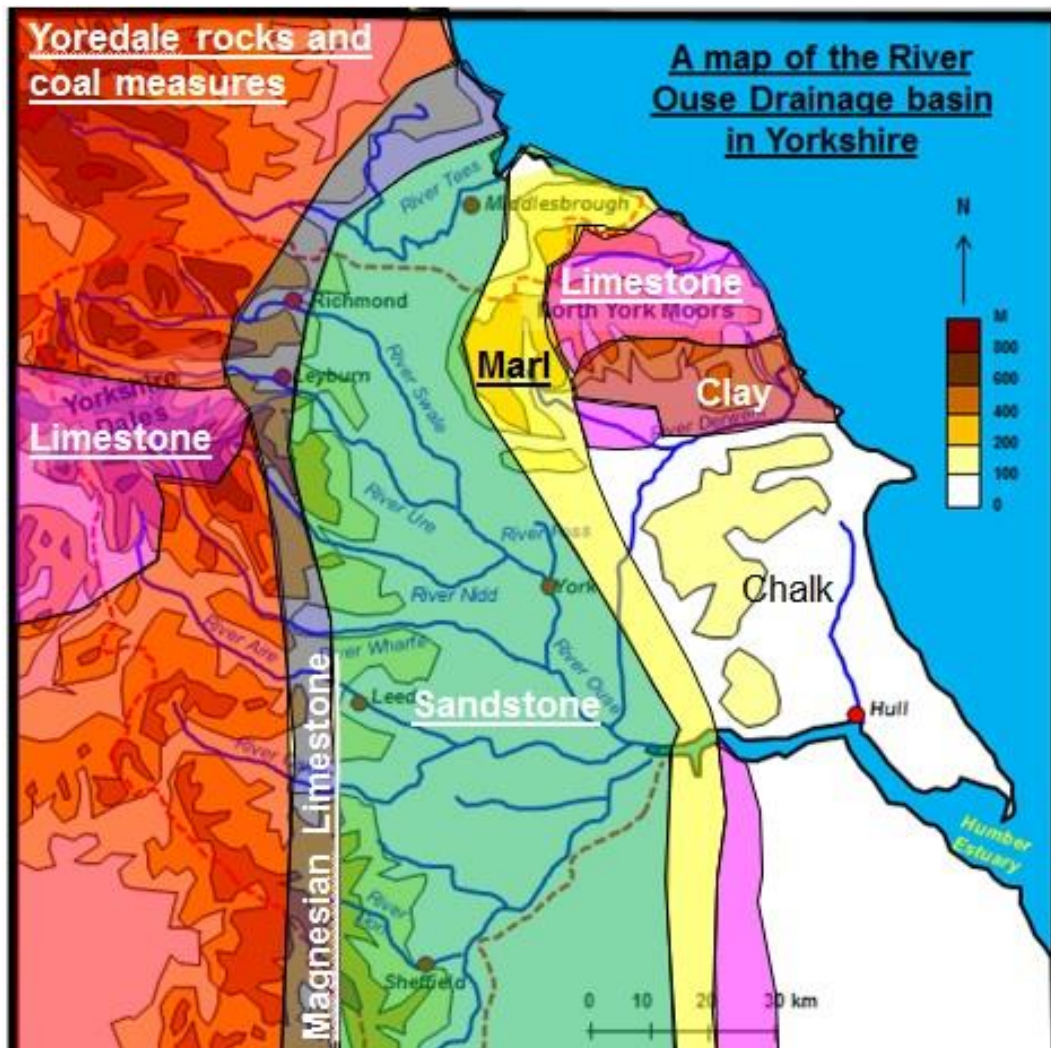 Yoredale rocks and
coal measures
A map of the River
Ouse Drainage basin
in Yorkshire
N
M
800
600
400
200
100
0
River Tees
Middlesbrough
Limestone
North York Moors
Richmond
Marl
Leyburn
River Swale
Clay
Yorkshire
Dales
Limestone
River Derwent
River Ure
River Foss
York
Chalk
River Nidd
River Aire
River Wharfe
River Ouse
Leeds
Sandstone
Hull
River
Magnesian Limestone
Humber
Estuary
River
Don
Sheffield
0 10 20 30 km